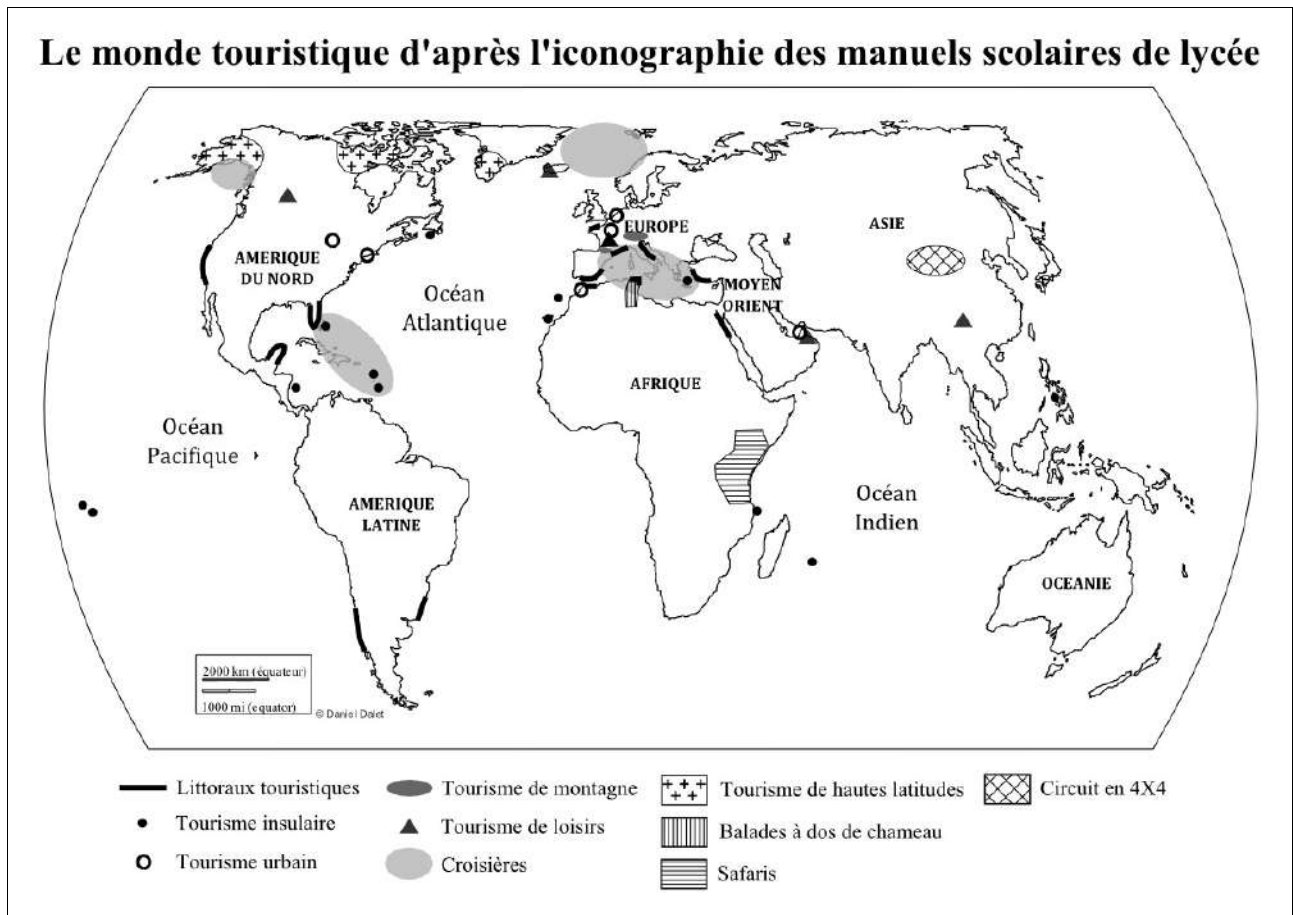 Le monde touristique d'après l'iconographie des manuels scolaires de lycée
EUROPE
ASIE
AMERIQUE
DU NORD
Océan
Atlantique
MOYEN
ORIENT
AFRIQUE
Océan
Pacifique
AMERIQUE
LATINE
Océan
Indien
OCEANIE
2000 km (équateur)
1000 mi (equator)
© Daniel Dalet
Littoraux touristiques
Tourisme insulaire
Tourisme urbain
Tourisme de montagne
Tourisme de loisirs
Croisières
Tourisme de hautes latitudes
Balades à dos de chameau
Safaris
Circuit en 4X4